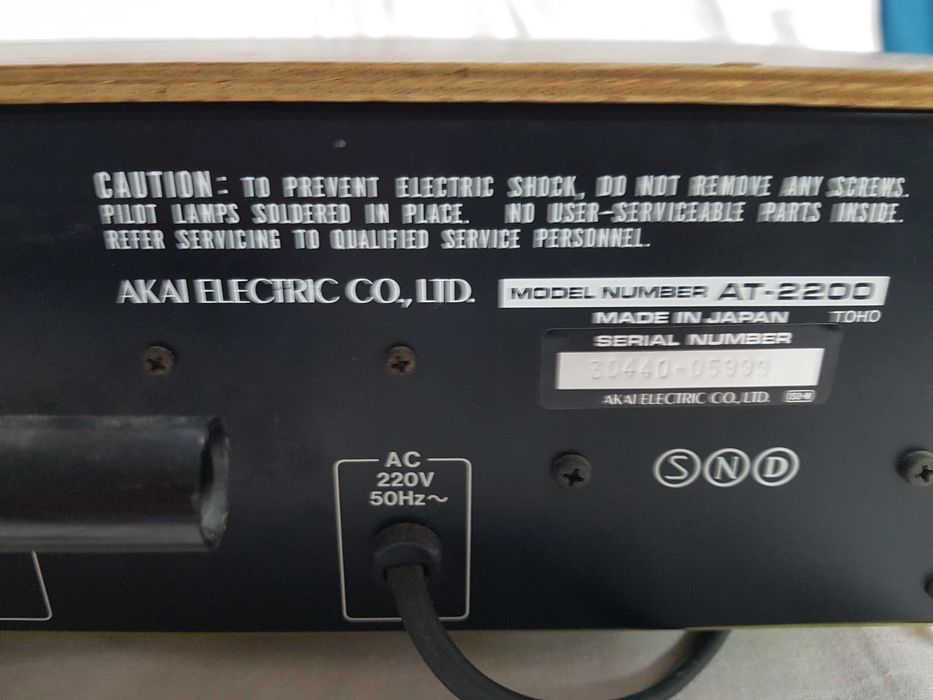 CAUTION: TO PREVENT ELECTRIC SHOCK, DO NOT REMOVE ANY SCREWS.
PILOT LAMPS SOLDERED IN PLACE. NO USER-SERVICEABLE PARTS INSIDE.
REFER SERVICING TO QUALIFIED SERVICE PERSONNEL.
AKAI ELECTRIC CO., LTD.
MODEL NUMBER AT-2200
MADE IN JAPAN TOHO
SERIAL NUMBER
30440-05999
AKAI ELECTRIC CO., LTD.
S N D
AC
220V
50Hz~